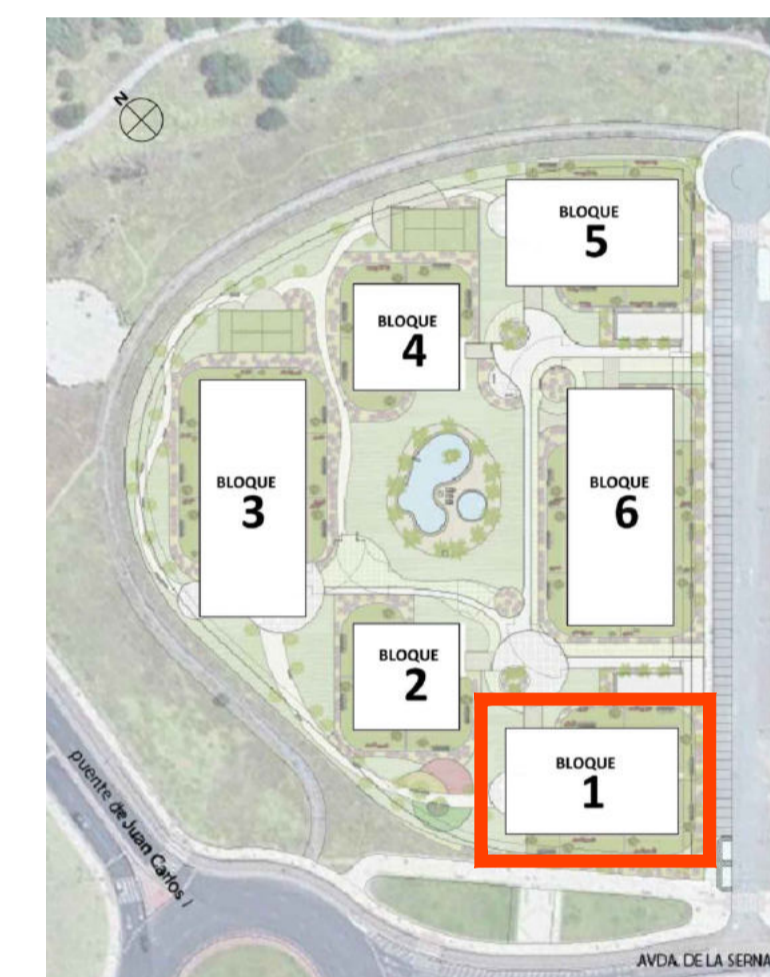 N
BLOQUE
5
BLOQUE
4
BLOQUE
3
BLOQUE
6
BLOQUE
2
BLOQUE
1
puente de Juan Carlos I
AVDA. DE LA SERNA